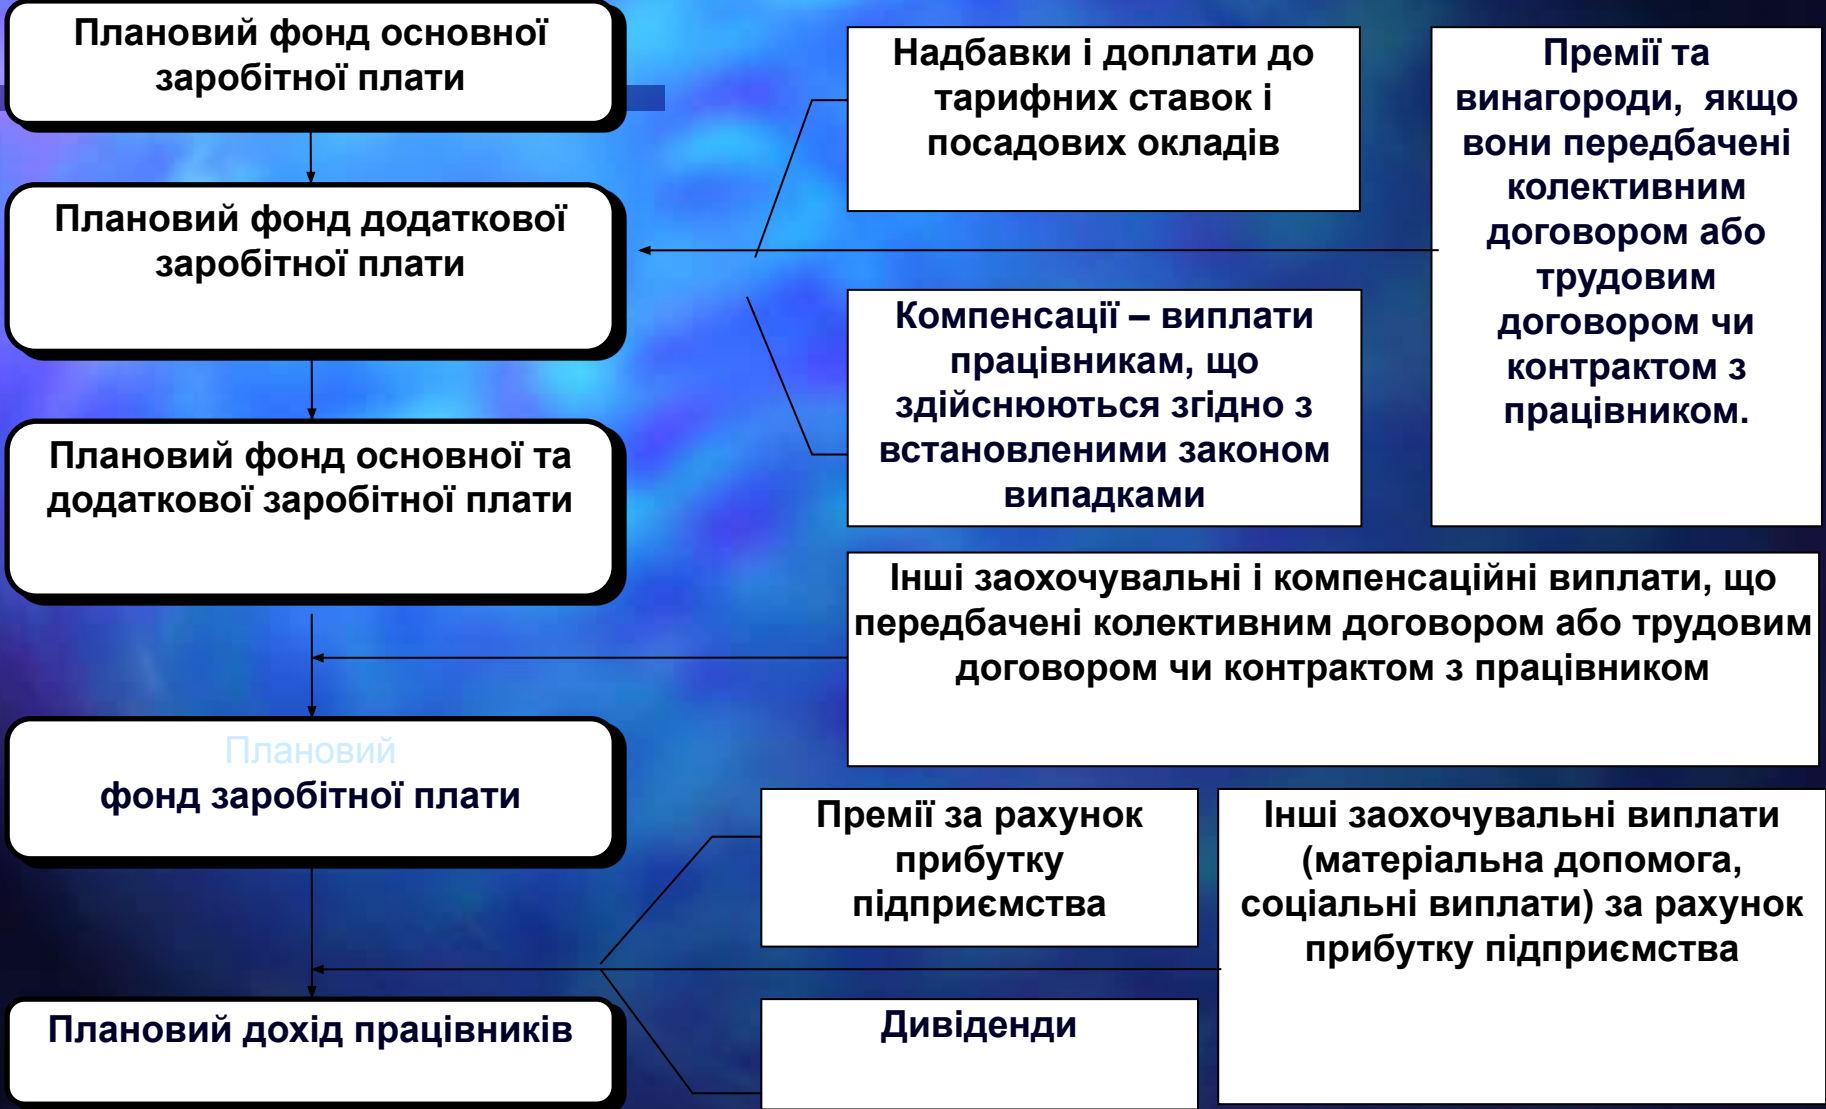 Плановий фонд основної
заробітної плати
Плановий фонд додаткової
заробітної плати
Плановий фонд основної та
додаткової заробітної плати
Плановий
фонд заробітної плати
Плановий дохід працівників
Надбавки і доплати до
тарифних ставок і
посадових окладів
Компенсації – виплати
працівникам, що
здійснюються згідно з
встановленими законом
випадками
Премії та
винагороди, якщо
вони передбачені
колективним
договором або
трудовим
договором чи
контрактом з
працівником.
Інші заохочувальні і компенсаційні виплати, що
передбачені колективним договором або трудовим
договором чи контрактом з працівником
Премії за рахунок
прибутку
підприємства
Дивіденди
Інші заохочувальні виплати
(матеріальна допомога,
соціальні виплати) за рахунок
прибутку підприємства